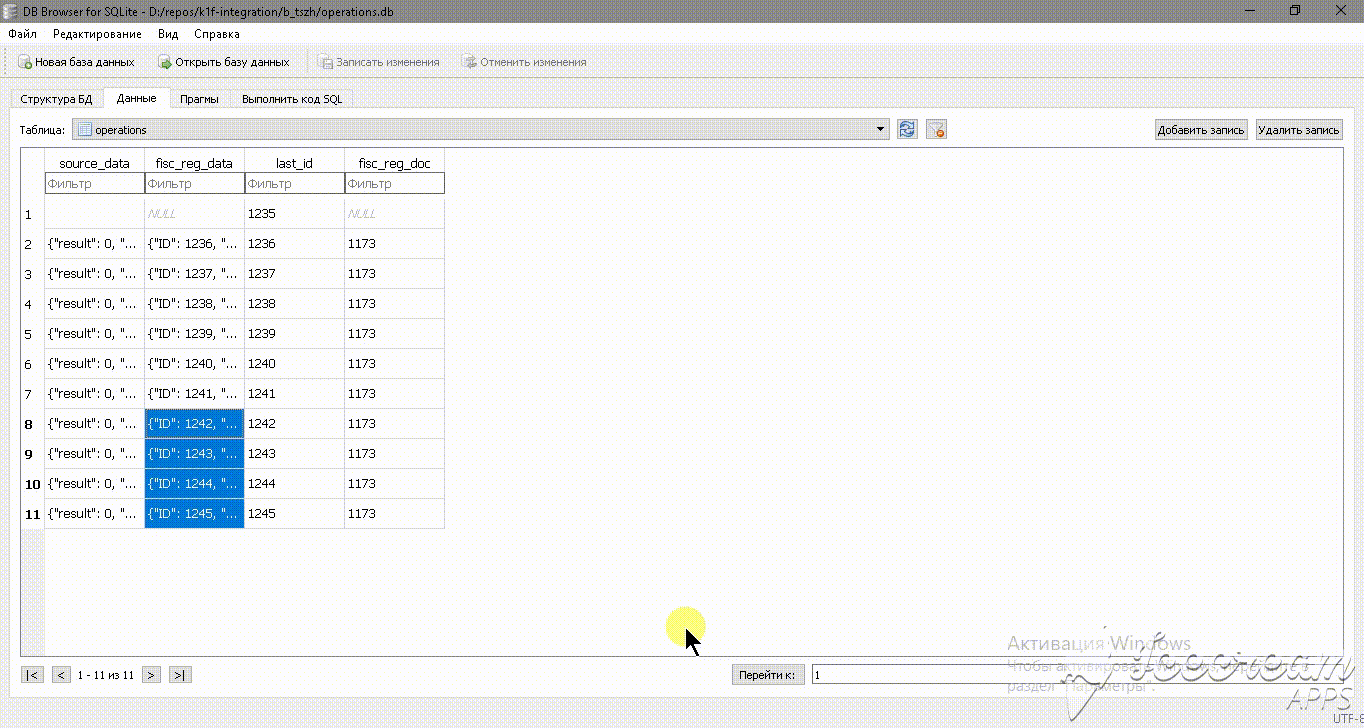 DB Browser for SQLite - D:/repos/k1f-integration/b_tszh/operations.db
Файл Редактирование Вид Справка
Новая база данных Открыть базу данных Записать изменения Отменить изменения
Структура БД Данные Прагмы Выполнить код SQL
Таблица: operations Добавить запись Удалить запись
source_data fisc_reg_data last_id fisc_reg_doc
Фильтр Фильтр Фильтр Фильтр
1 NULL 1235 NULL
2 {"result": 0, "... {"ID": 1236, "... 1236 1173
3 {"result": 0, "... {"ID": 1237, "... 1237 1173
4 {"result": 0, "... {"ID": 1238, "... 1238 1173
5 {"result": 0, "... {"ID": 1239, "... 1239 1173
6 {"result": 0, "... {"ID": 1240, "... 1240 1173
7 {"result": 0, "... {"ID": 1241, "... 1241 1173
8 {"result": 0, "... {"ID": 1242, "... 1242 1173
9 {"result": 0, "... {"ID": 1243, "... 1243 1173
10 {"result": 0, "... {"ID": 1244, "... 1244 1173
11 {"result": 0, "... {"ID": 1245, "... 1245 1173
Активация Windows
Чтобы активировать Windows,
раздел "Параметры".
|< < 1 - 11 из 11 > >| Перейти к: 1
Icecream
APPS
UTF-8